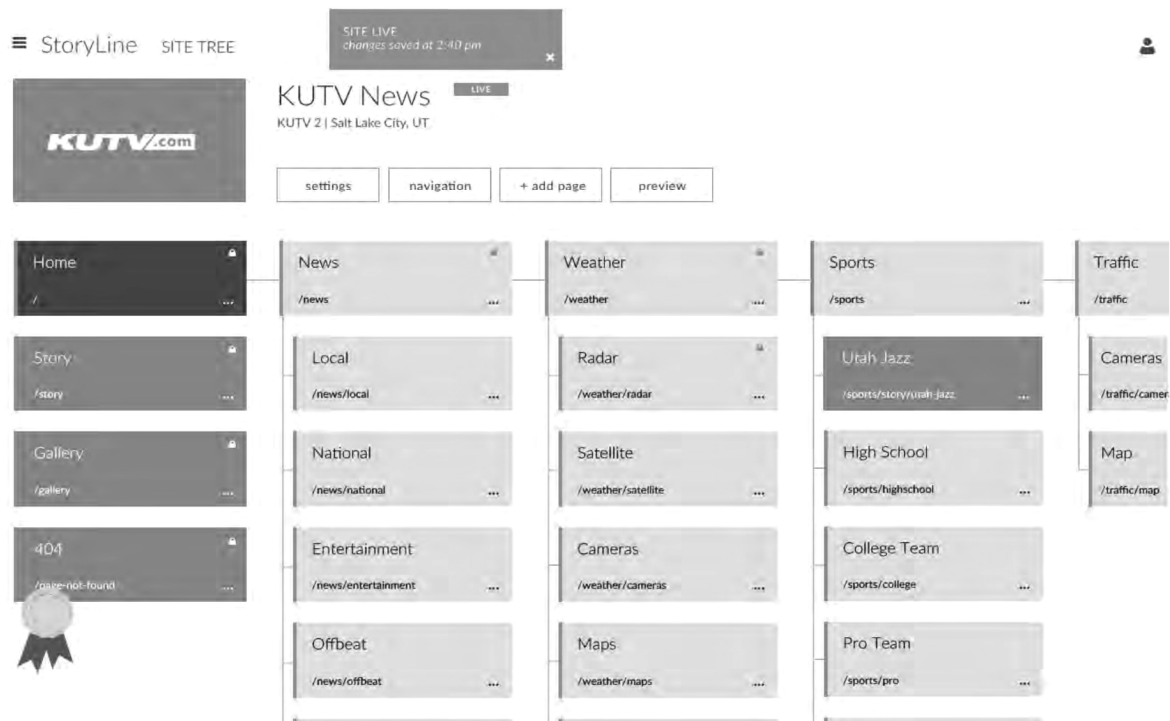 StoryLine SITE TREE
SITE LIVE
changes saved at 2:40 pm
KUTV.com
KUTV News LIVE
KUTV 2 | Salt Lake City, UT
settings navigation + add page preview
Home
/
...
News
/news
...
Weather
/weather
...
Sports
/sports
...
Traffic
/traffic
Story
/story
...
Local
/news/local
...
Radar
/weather/radar
...
Utah Jazz
/sports/story/utah-jazz
...
Cameras
/traffic/camer
Gallery
/gallery
...
National
/news/national
...
Satellite
/weather/satellite
...
High School
/sports/highschool
...
Map
/traffic/map
404
/page-not-found
...
Entertainment
/news/entertainment
...
Cameras
/weather/cameras
...
College Team
/sports/college
...
Offbeat
/news/offbeat
...
Maps
/weather/maps
...
Pro Team
/sports/pro
...